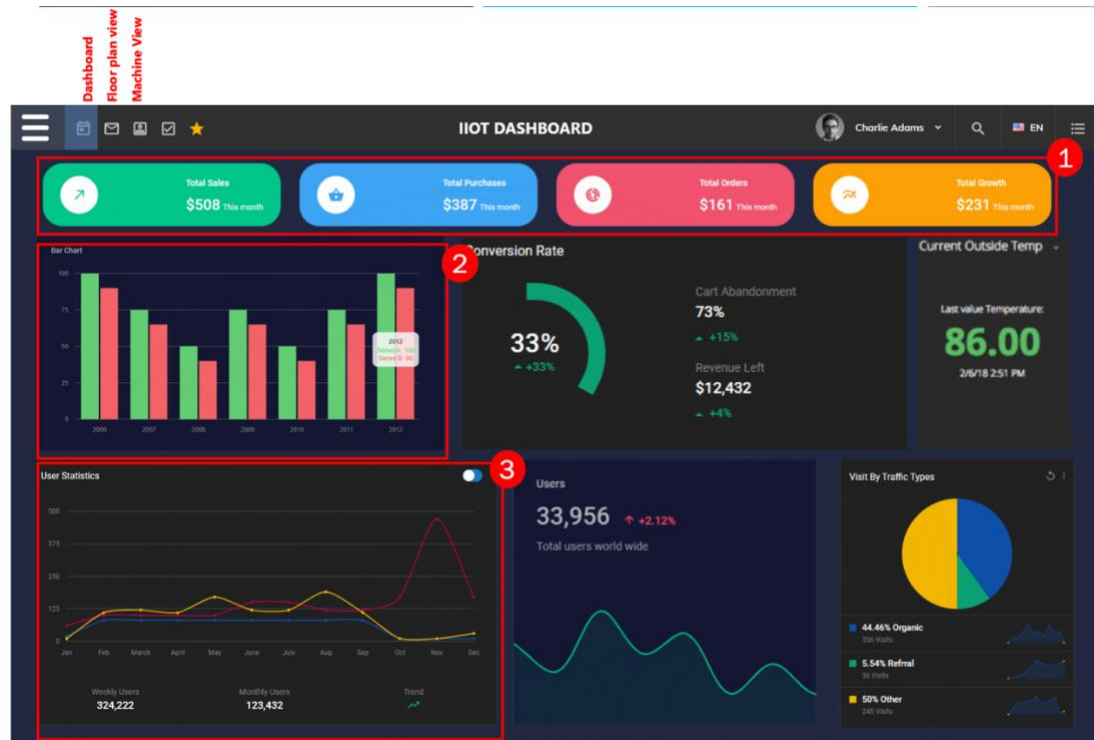 Dashboard
Floor plan view
Machine View
IIOT DASHBOARD
Charlie Adams
EN
1
Total Sales
$508 This month
Total Purchases
$387 This month
Total Orders
$161 This month
Total Growth
$231 This month
Bar Chart
100
75
50
25
0
2006 2007 2008 2009 2010 2011 2012
2012
Series A: 100
Series B: 90
2
Conversion Rate
33%
+33%
Cart Abandonment
73%
+15%
Revenue Left
$12,432
+4%
Current Outside Temp
Last value Temperature:
86.00
2/6/18 2:51 PM
User Statistics
3
500
375
250
125
0
Jan Feb March April May June July Aug Sep Oct Nov Dec
Weekly Users
324,222
Monthly Users
123,432
Trend
Users
33,956 +2.12%
Total users world wide
Visit By Traffic Types
44.46% Organic
356 Visits
5.54% Refrral
36 Visits
50% Other
245 Visits